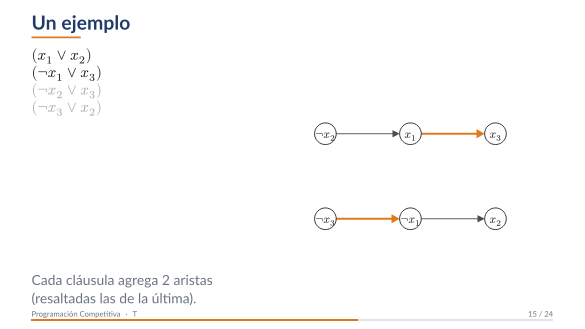 Un ejemplo
(x₁ ∨ x₂)
(¬x₁ ∨ x₃)
(¬x₂ ∨ x₃)
(¬x₃ ∨ x₂)
¬x₂ x₁ x₃
¬x₃ ¬x₁ x₂
Cada cláusula agrega 2 aristas
(resaltadas las de la última).
Programación Competitiva · T 15 / 24